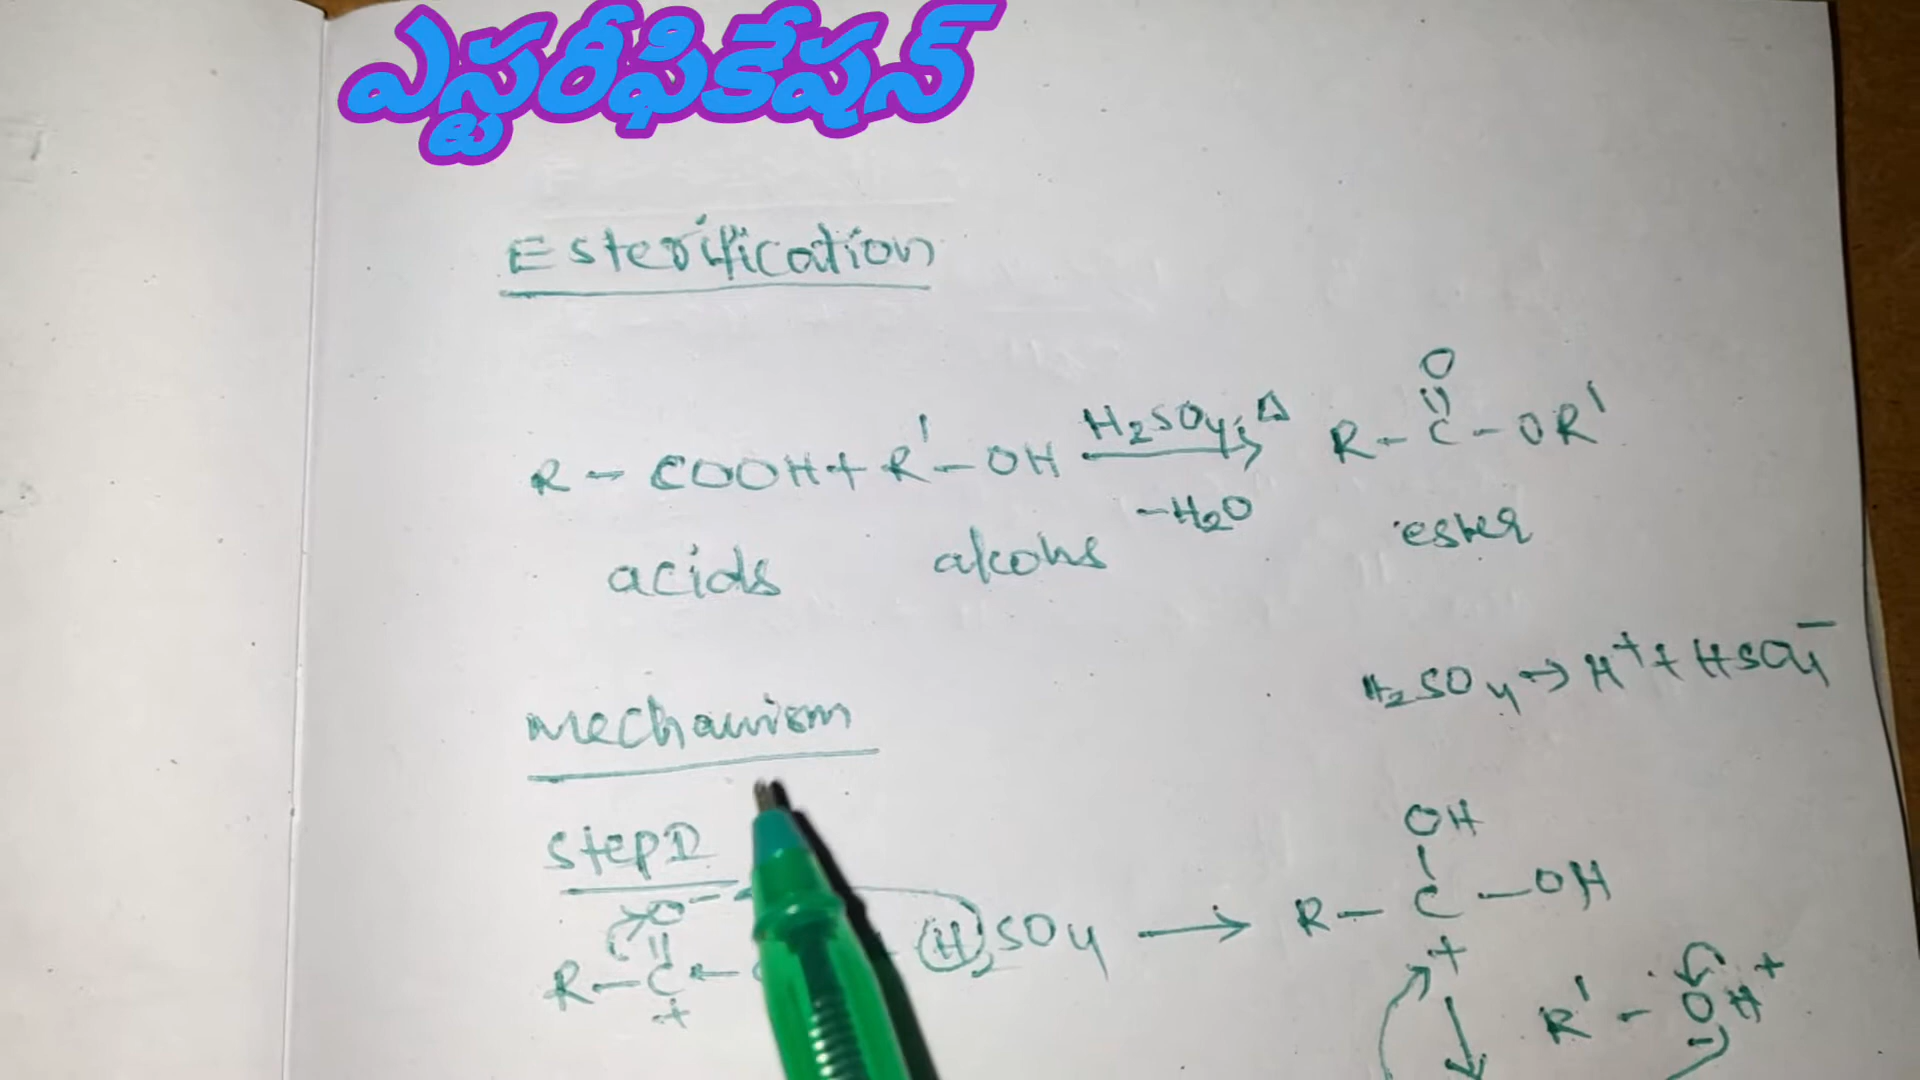 ఎస్టరీఫికేషన్
Esterification
O
R - COOH + R' - OH H2SO4, Δ → R - C - OR'
-H2O
acids alcohs ester
H2SO4 → H+ + HSO4-
Mechanism
Step I
OH
O-
R - C H2SO4 → R - C - OH
+ +
R' - OH +